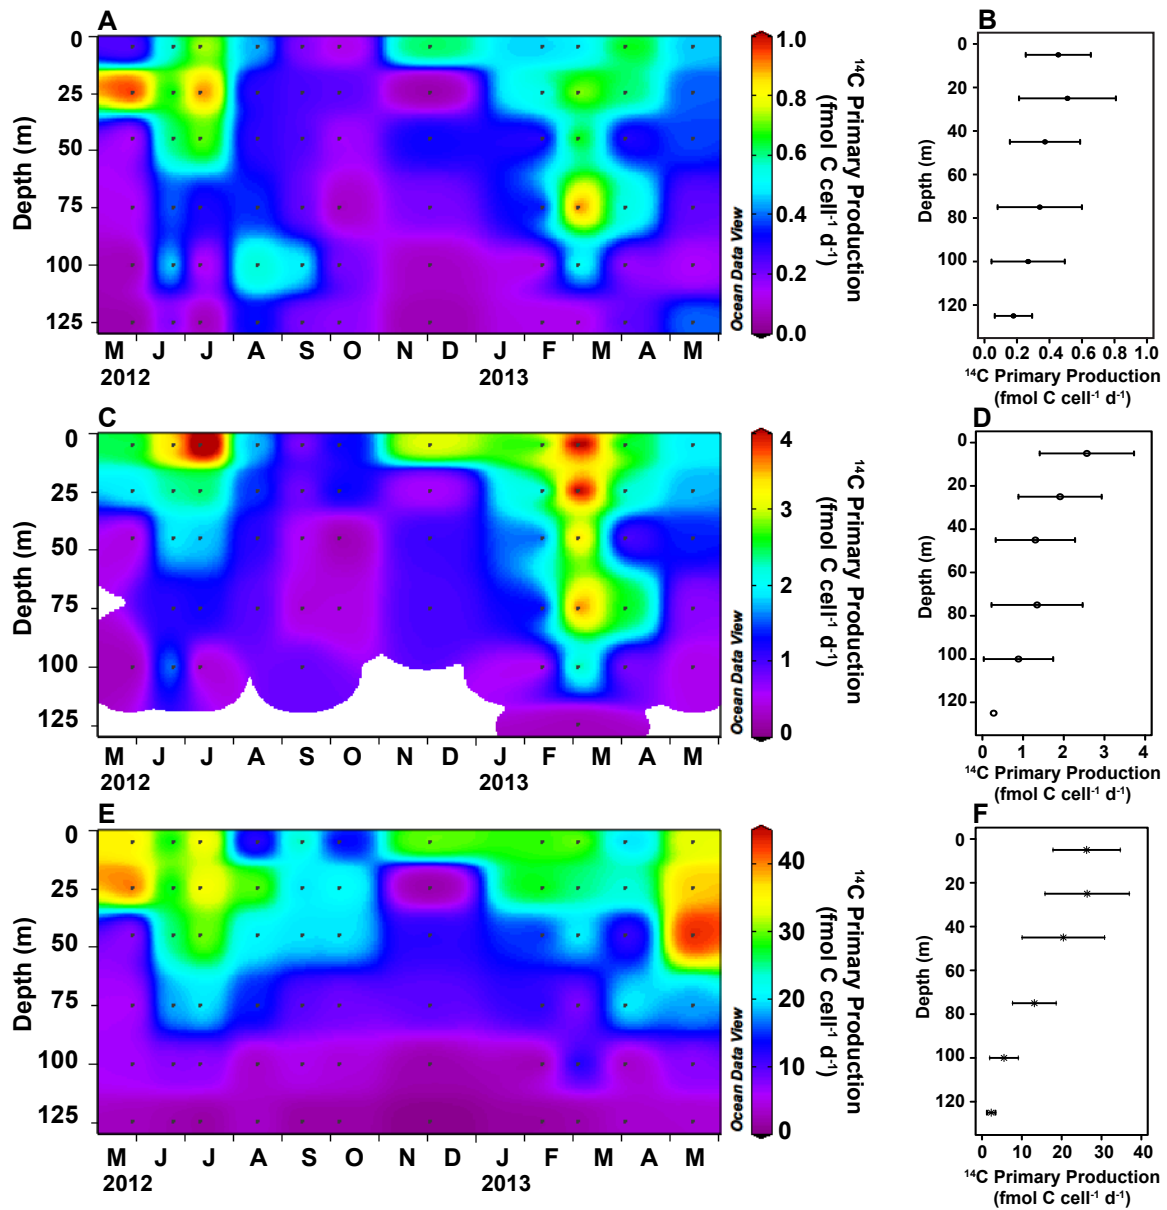 A
0
25
50
75
100
125
Depth (m)
M J J A S O N D F M A M
2012 2013
Ocean Data View
1.0
0.8
0.6
0.4
0.2
0.0
¹⁴C Primary Production
(fmol C cell⁻¹ d⁻¹)
B
0
20
40
60
80
100
120
Depth (m)
0.0 0.2 0.4 0.6 0.8 1.0
¹⁴C Primary Production
(fmol C cell⁻¹ d⁻¹)
C
0
25
50
75
100
125
Depth (m)
M J J A S O N D F M A M
2012 2013
Ocean Data View
4
3
2
1
0
¹⁴C Primary Production
(fmol C cell⁻¹ d⁻¹)
D
0
20
40
60
80
100
120
Depth (m)
0 1 2 3 4
¹⁴C Primary Production
(fmol C cell⁻¹ d⁻¹)
E
0
25
50
75
100
125
Depth (m)
M J J A S O N D F M A M
2012 2013
Ocean Data View
40
30
20
10
0
¹⁴C Primary Production
(fmol C cell⁻¹ d⁻¹)
F
0
20
40
60
80
100
120
Depth (m)
0 10 20 30 40
¹⁴C Primary Production
(fmol C cell⁻¹ d⁻¹)